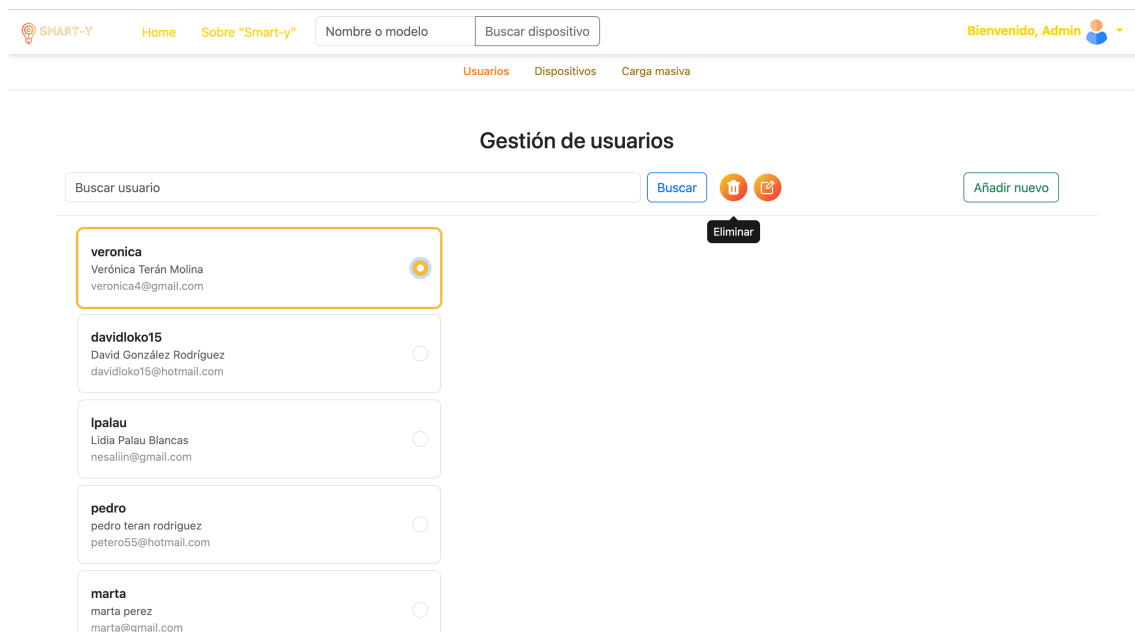 SMART-Y Home Sobre "Smart-y" Nombre o modelo Buscar dispositivo Bienvenido, Admin
Usuarios Dispositivos Carga masiva
Gestión de usuarios
Buscar usuario Buscar Añadir nuevo
Eliminar
veronica
Verónica Terán Molina
veronica4@gmail.com
davidloko15
David González Rodríguez
davidloko15@hotmail.com
lpalau
Lidia Palau Blancas
nesaliin@gmail.com
pedro
pedro teran rodriguez
petero55@hotmail.com
marta
marta perez
marta@gmail.com